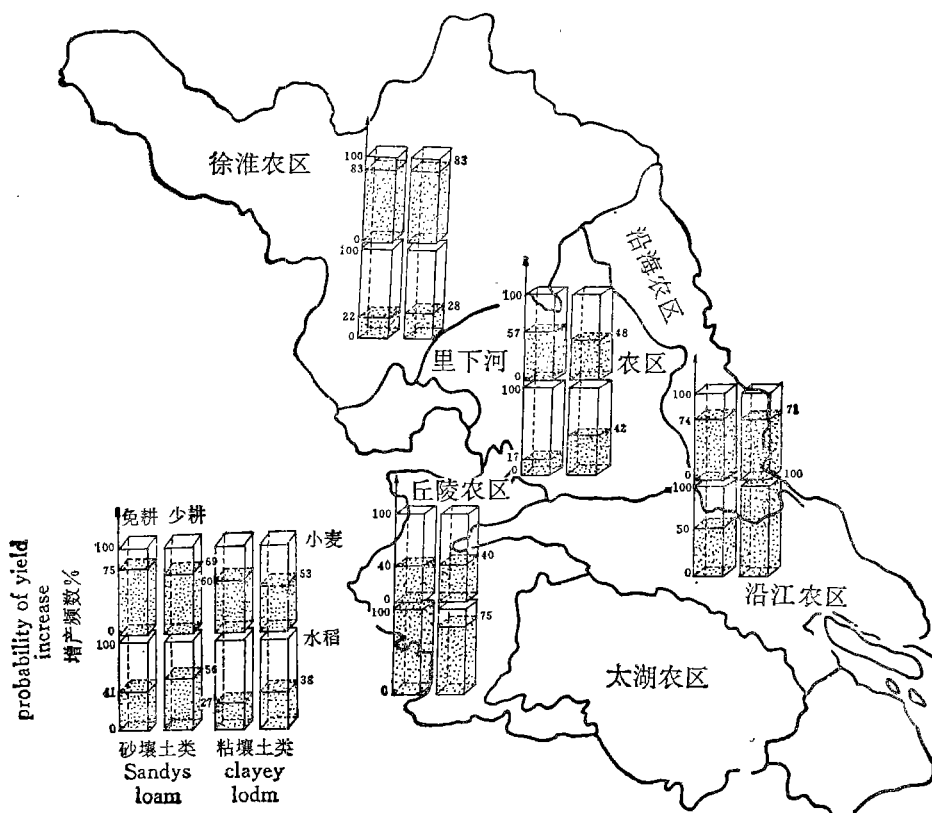 徐淮农区
100
83
83
0
100
22
28
0
沿海农区
100
57
48
0
里下河
农区
100
42
17
0
100
74
0
100
100
50
0
沿江农区
丘陵农区
100
40
40
0
100
75
0
太湖农区
免耕 少耕
小麦
100
75
69
60
53
0
水稻
100
56
41
38
27
0
probability of yield
increase
增产频数%
砂壤土类
粘壤土类
Sandys
loam
clayey
lodm